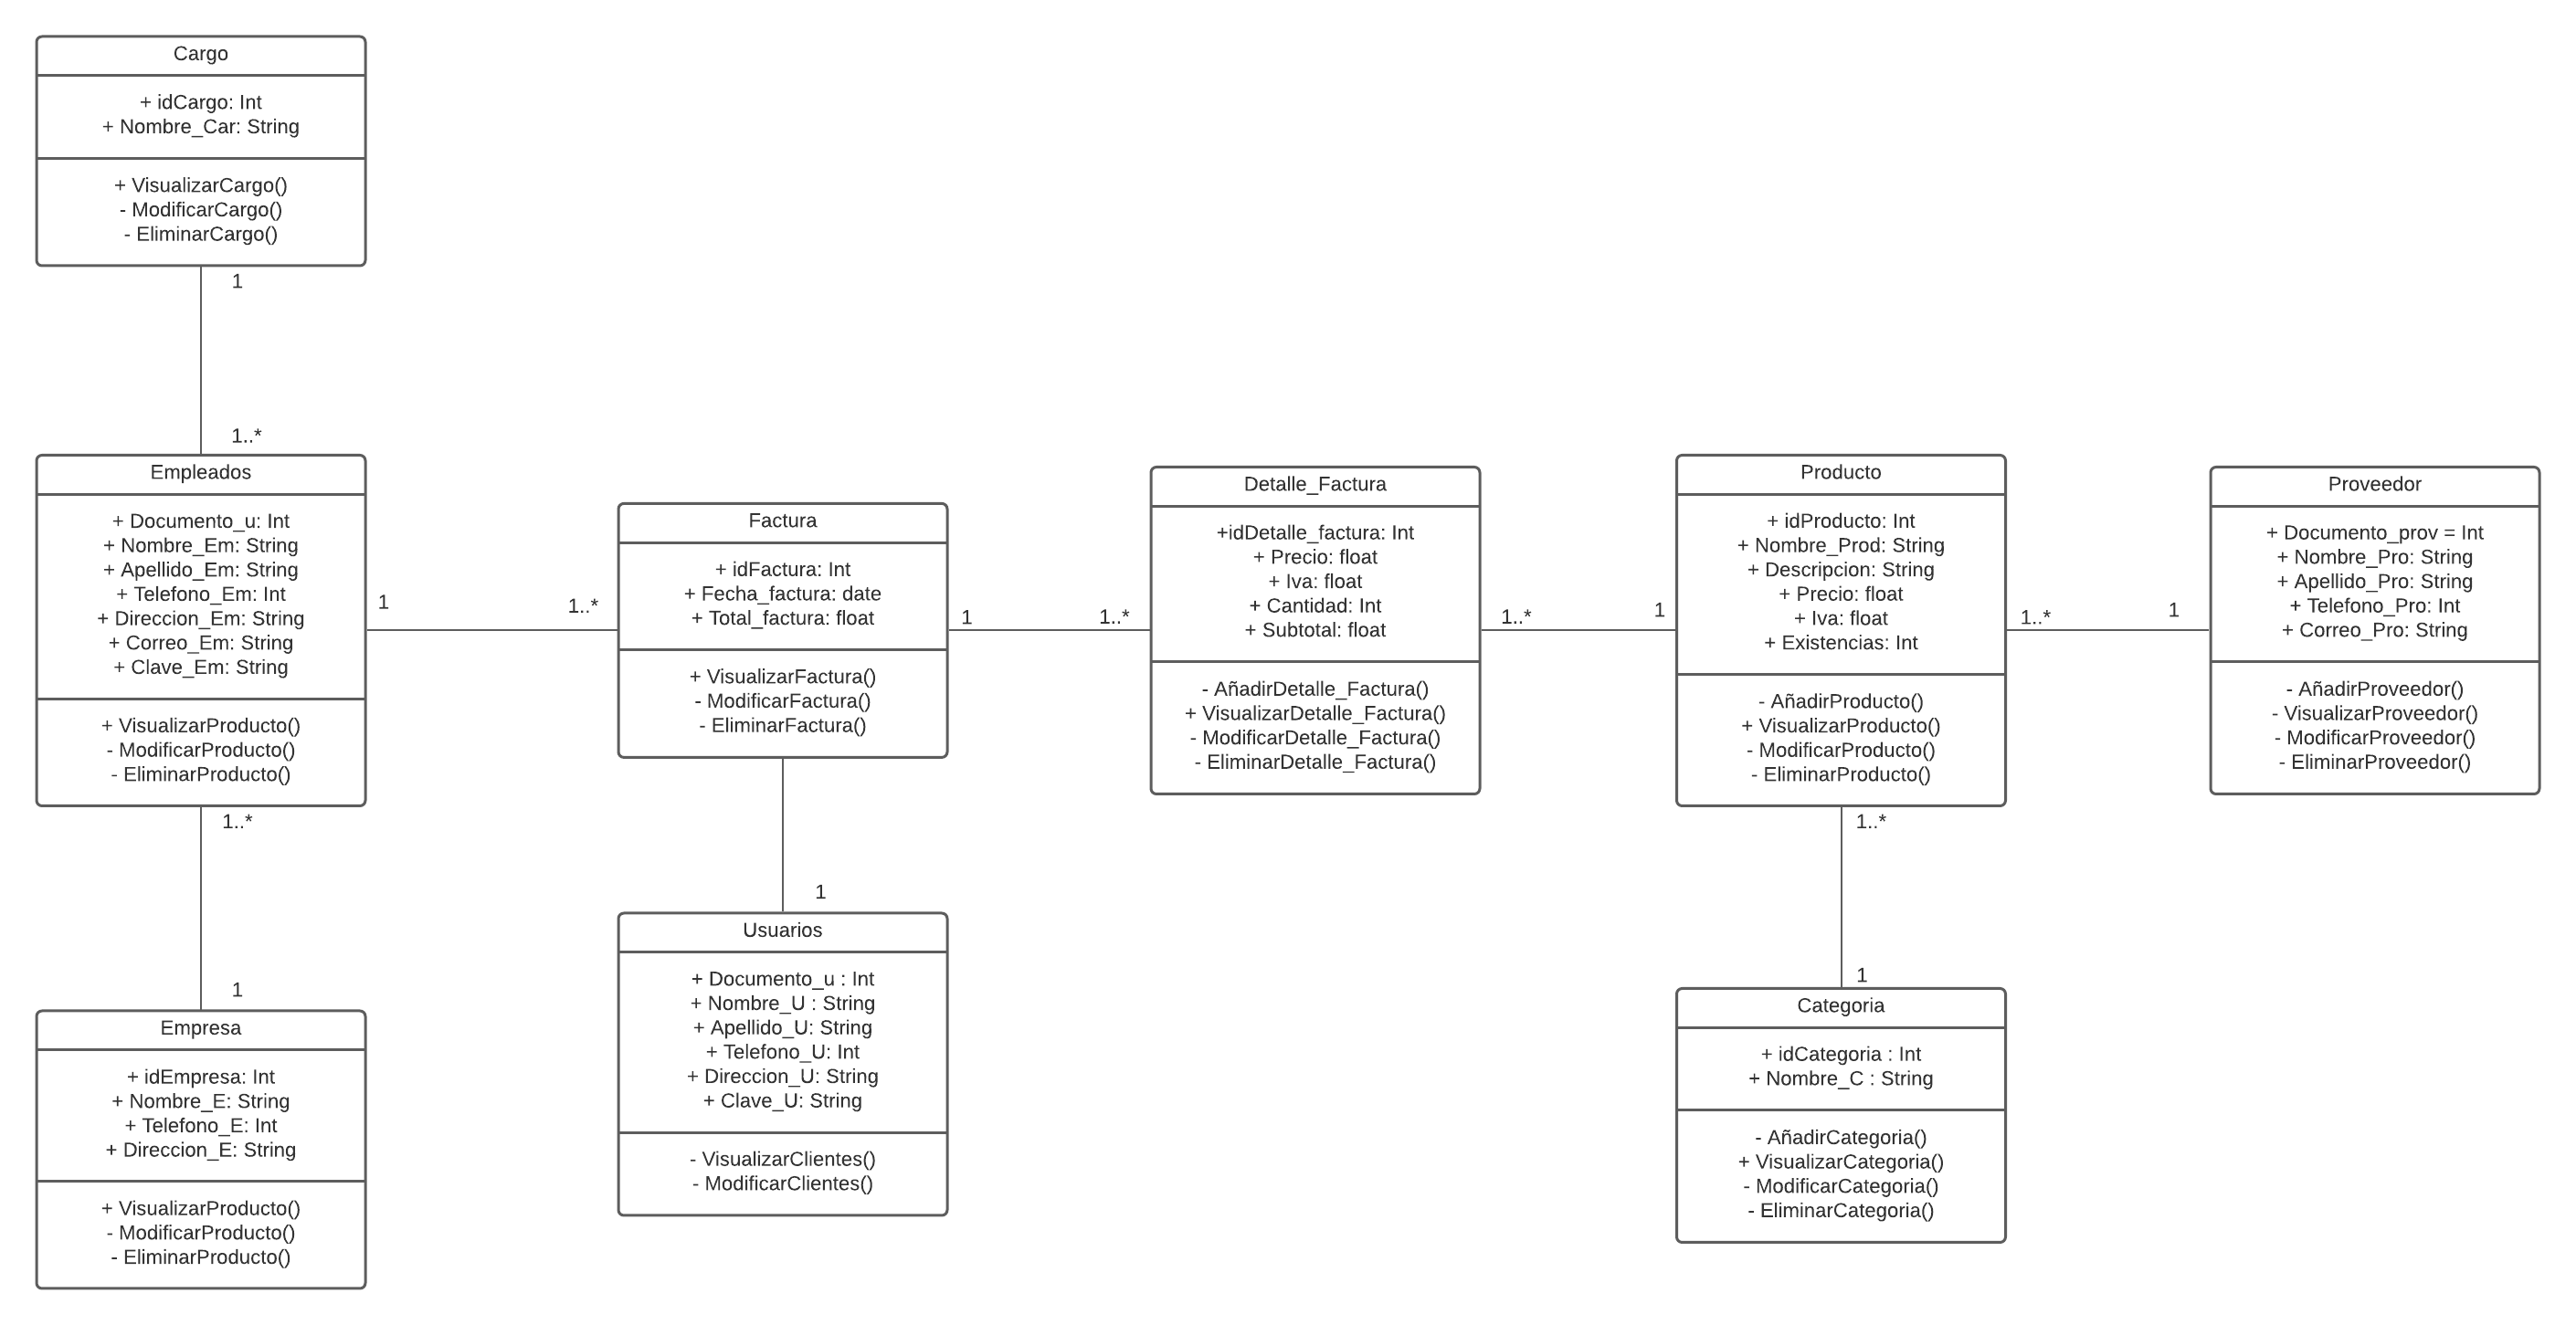 Cargo
+ idCargo: Int
+ Nombre_Car: String
+ VisualizarCargo()
- ModificarCargo()
- EliminarCargo()
1
1..*
Empleados
+ Documento_u: Int
+ Nombre_Em: String
+ Apellido_Em: String
+ Telefono_Em: Int
+ Direccion_Em: String
+ Correo_Em: String
+ Clave_Em: String
+ VisualizarProducto()
- ModificarProducto()
- EliminarProducto()
1
1..*
1..*
1
Empresa
+ idEmpresa: Int
+ Nombre_E: String
+ Telefono_E: Int
+ Direccion_E: String
+ VisualizarProducto()
- ModificarProducto()
- EliminarProducto()
Factura
+ idFactura: Int
+ Fecha_factura: date
+ Total_factura: float
+ VisualizarFactura()
- ModificarFactura()
- EliminarFactura()
1
1..*
1
Usuarios
+ Documento_u : Int
+ Nombre_U : String
+ Apellido_U: String
+ Telefono_U: Int
+ Direccion_U: String
+ Clave_U: String
- VisualizarClientes()
- ModificarClientes()
Detalle_Factura
+idDetalle_factura: Int
+ Precio: float
+ Iva: float
+ Cantidad: Int
+ Subtotal: float
- AñadirDetalle_Factura()
+ VisualizarDetalle_Factura()
- ModificarDetalle_Factura()
- EliminarDetalle_Factura()
1..*
1
Producto
+ idProducto: Int
+ Nombre_Prod: String
+ Descripcion: String
+ Precio: float
+ Iva: float
+ Existencias: Int
- AñadirProducto()
+ VisualizarProducto()
- ModificarProducto()
- EliminarProducto()
1..*
1
1..*
1
Categoria
+ idCategoria : Int
+ Nombre_C : String
- AñadirCategoria()
+ VisualizarCategoria()
- ModificarCategoria()
- EliminarCategoria()
Proveedor
+ Documento_prov = Int
+ Nombre_Pro: String
+ Apellido_Pro: String
+ Telefono_Pro: Int
+ Correo_Pro: String
- AñadirProveedor()
- VisualizarProveedor()
- ModificarProveedor()
- EliminarProveedor()